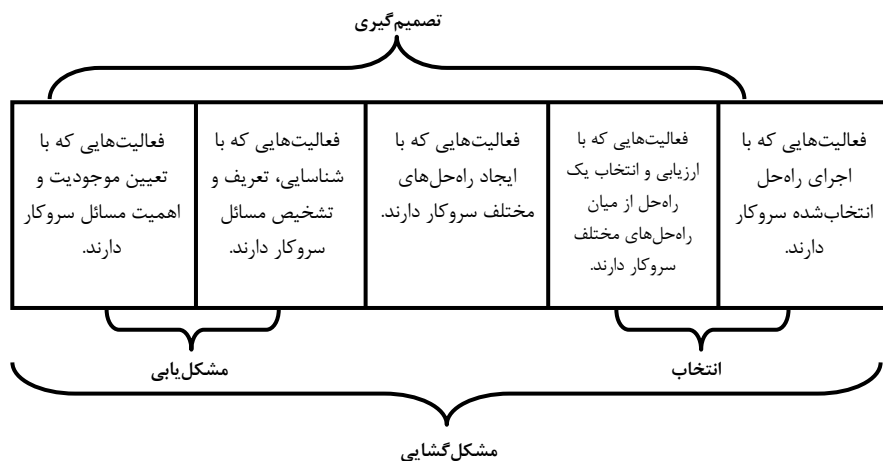 تصمیم‌گیری
فعالیت‌هایی که با
اجرای راه‌حل
انتخاب‌شده سروکار
دارند.
فعالیت‌هایی که با
ارزیابی و انتخاب یک
راه‌حل از میان
راه‌حل‌های مختلف
سروکار دارند.
فعالیت‌هایی که با
ایجاد راه‌حل‌های
مختلف سروکار دارند.
فعالیت‌هایی که با
شناسایی، تعریف و
تشخیص مسائل
سروکار دارند.
فعالیت‌هایی که با
تعیین موجودیت و
اهمیت مسائل سروکار
دارند.
انتخاب
مشکل‌یابی
مشکل‌گشایی